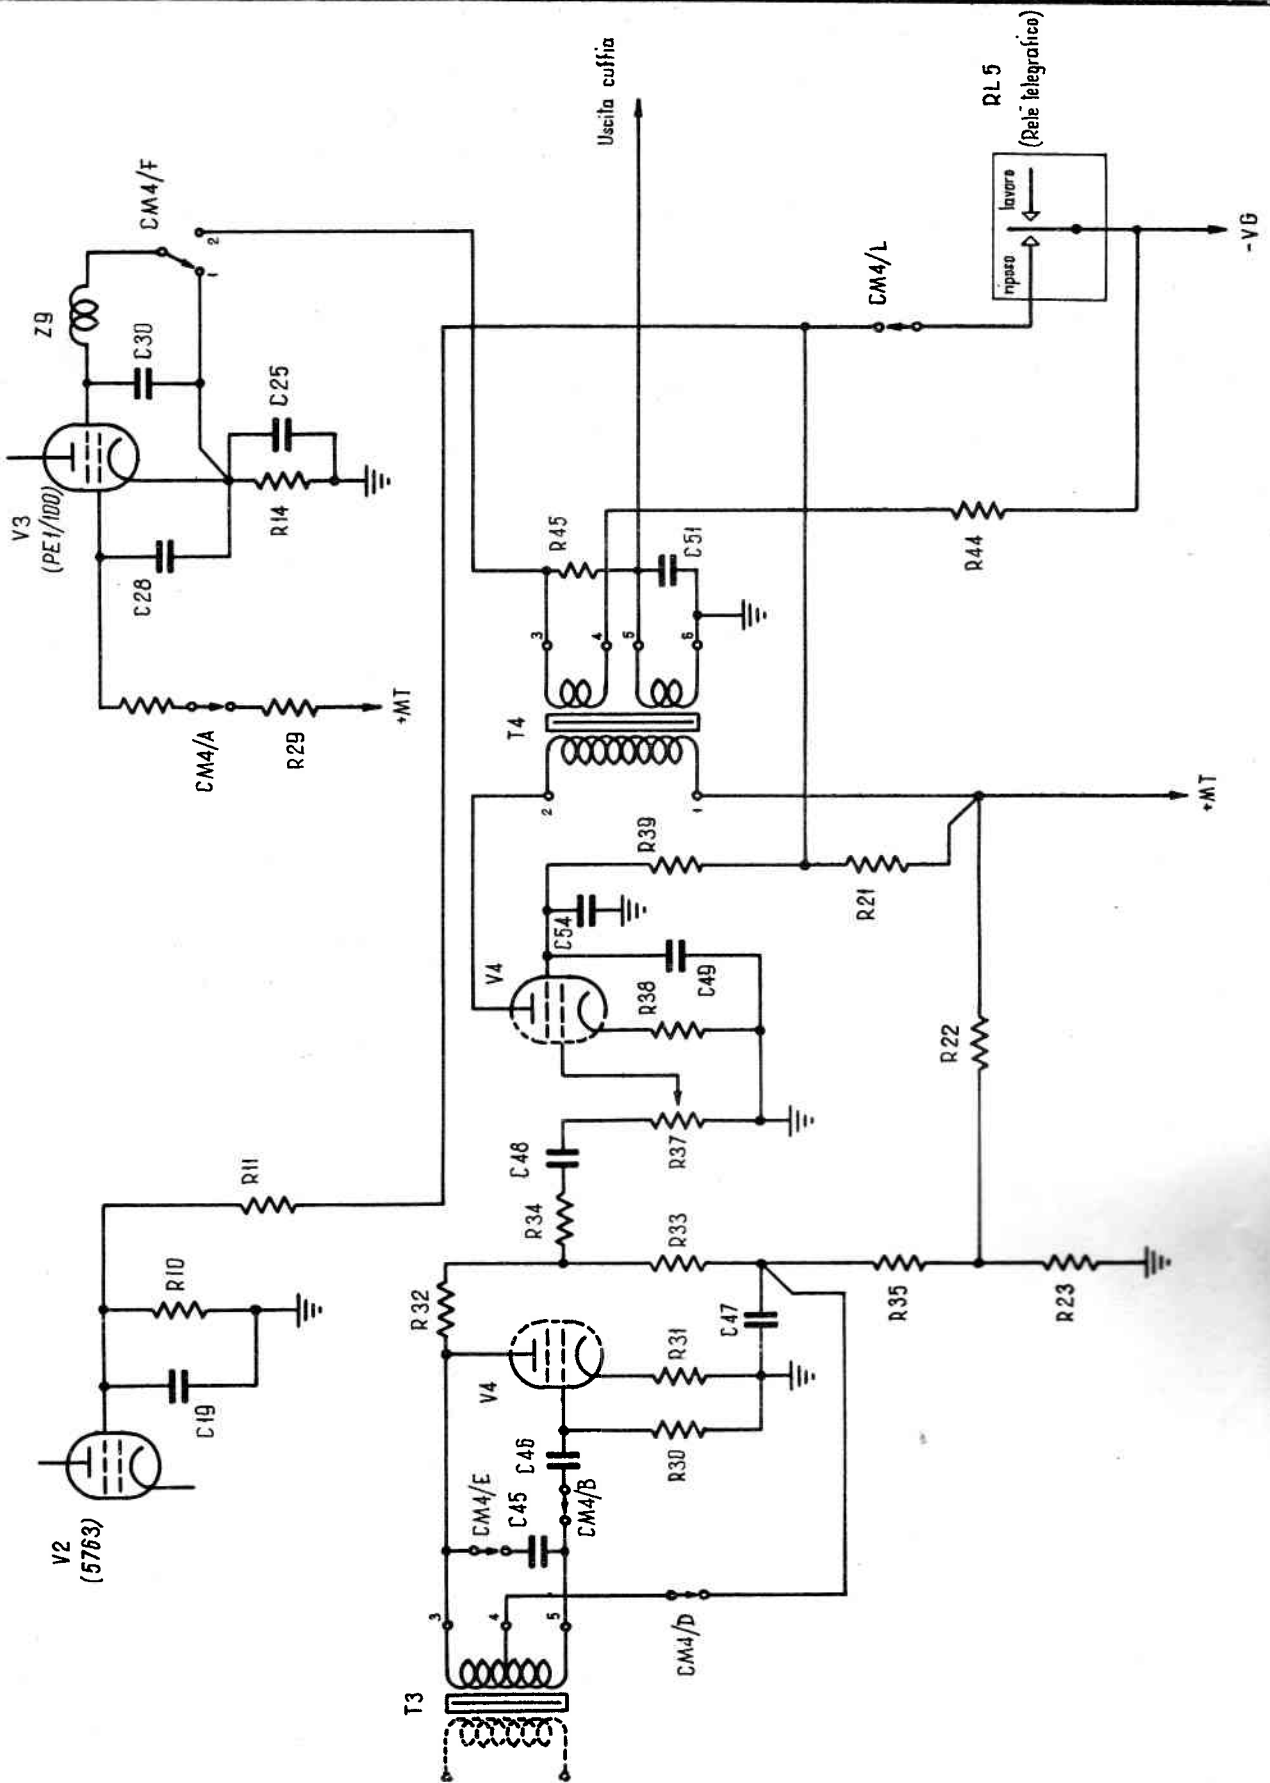 V2
(5763)
C19
R10
R11
V3
(PE1/100)
Z9
CM4/F
1
2
C30
C25
R14
C28
CM4/A
R29
+MT
T3
3
4
5
CM4/E
C45
CM4/B
CM4/D
C46
V4
R32
R30
R31
C47
R33
R34
C48
R37
R35
R23
R22
V4
R38
C49
C54
R39
R21
+MT
T4
2
1
3
4
5
6
R45
C51
Uscita cuffia
R44
CM4/L
RL5
(Relè telegrafico)
riposo
lavoro
-VG